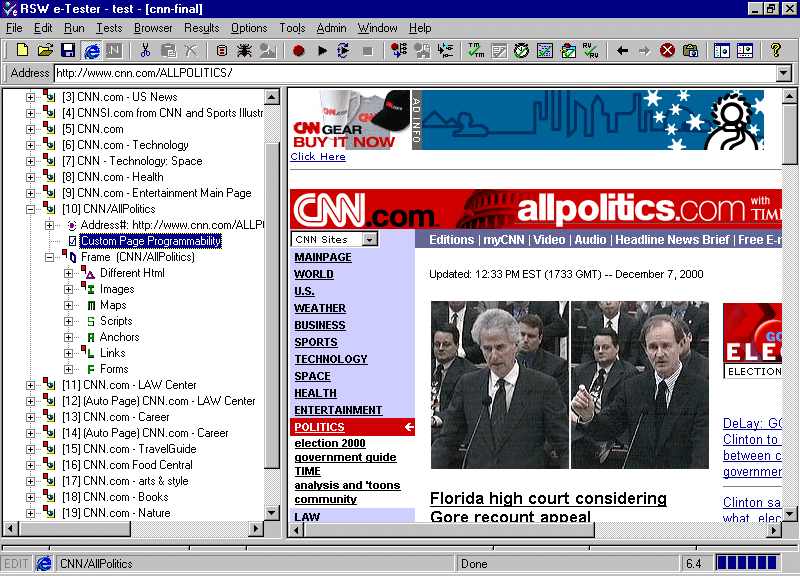 RSW e-Tester - test - [cnn-final]
File Edit Run Tests Browser Results Options Tools Admin Window Help
Address http://www.cnn.com/ALLPOLITICS/
[3] CNN.com - US News
[4] CNNSI.com from CNN and Sports Illustr
[5] CNN.com
[6] CNN.com - Technology
[7] CNN - Technology: Space
[8] CNN.com - Health
[9] CNN.com - Entertainment Main Page
[10] CNN/AllPolitics
Address#: http://www.cnn.com/ALLP
Custom Page Programmability
Frame (CNN/AllPolitics)
Different Html
Images
Maps
Scripts
Anchors
Links
Forms
[11] CNN.com - LAW Center
[12] (Auto Page) CNN.com - LAW Center
[13] CNN.com - Career
[14] (Auto Page) CNN.com - Career
[15] CNN.com - TravelGuide
[16] CNN.com Food Central
[17] CNN.com - arts & style
[18] CNN.com - Books
[19] CNN.com - Nature
CNN GEAR
BUY IT NOW
AD INFO
Click Here
CNN.com allpolitics.com with
TIM
CNN Sites
Editions | myCNN | Video | Audio | Headline News Brief | Free E-r
MAINPAGE
WORLD
U.S.
WEATHER
BUSINESS
SPORTS
TECHNOLOGY
SPACE
HEALTH
ENTERTAINMENT
POLITICS
election 2000
government guide
TIME
analysis and 'toons
community
LAW
Updated: 12:33 PM EST (1733 GMT) -- December 7, 2000
GO
ELE
ELECTION
DeLay: GO
Clinton to
between c
governmen
Clinton sa
what elec
Florida high court considering
Gore recount appeal
EDIT CNN/AllPolitics Done 6.4